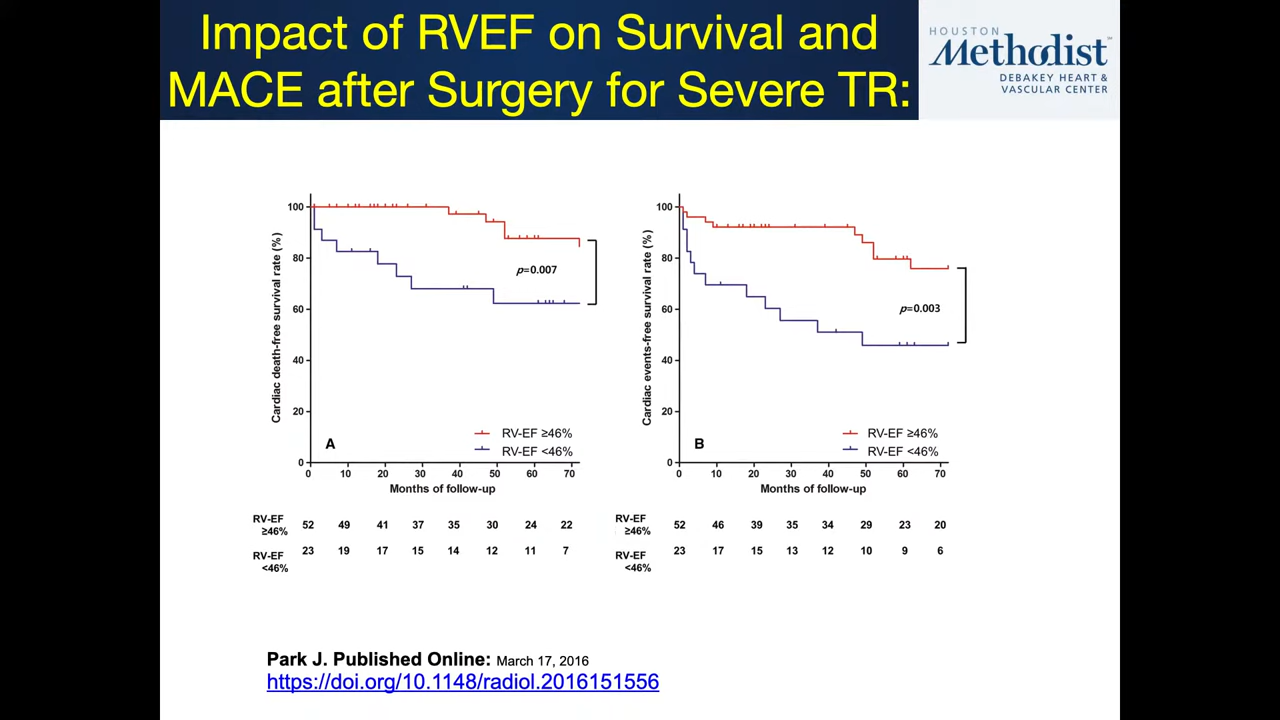 Impact of RVEF on Survival and
MACE after Surgery for Severe TR:
HOUSTON
Methodist
DEBAKEY HEART &
VASCULAR CENTER
Cardiac death-free survival rate (%)
100
80
60
40
20
0
p=0.007
A
RV-EF ≥46%
RV-EF <46%
0 10 20 30 40 50 60 70
Months of follow-up
RV-EF
≥46%
52 49 41 37 35 30 24 22
RV-EF
<46%
23 19 17 15 14 12 11 7
Cardiac events-free survival rate (%)
100
80
60
40
20
0
p=0.003
B
RV-EF ≥46%
RV-EF <46%
0 10 20 30 40 50 60 70
Months of follow-up
RV-EF
≥46%
52 46 39 35 34 29 23 20
RV-EF
<46%
23 17 15 13 12 10 9 6
Park J. Published Online: March 17, 2016
https://doi.org/10.1148/radiol.2016151556